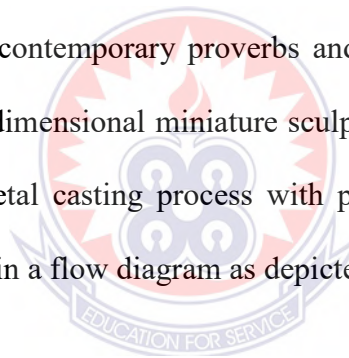 contemporary proverbs and
dimensional miniature sculp
etal casting process with p
in a flow diagram as depicte
EDUCATION FOR SERVICE